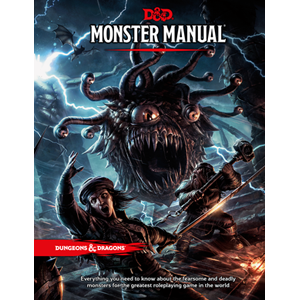 D&D
MONSTER MANUAL
DUNGEONS & DRAGONS
Everything you need to know about the fearsome and deadly
monsters for the greatest roleplaying game in the world